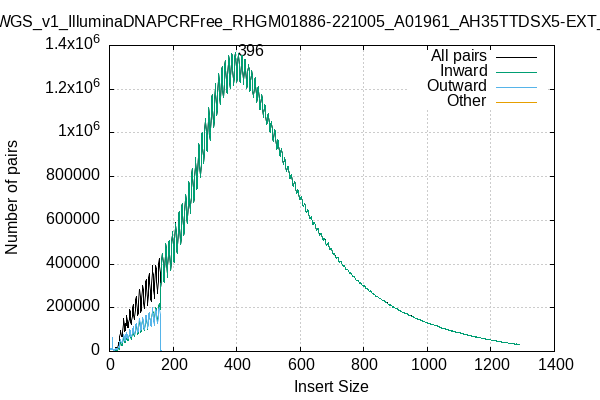 WGS_v1_IlluminaDNAPCRFree_RHGM01886-221005_A01961_AH35TTDSX5-EXT_
1.4x10^6
396
All pairs
Inward
Outward
Other
1.2x10^6
1x10^6
800000
600000
400000
200000
0
Number of pairs
0 200 400 600 800 1000 1200 1400
Insert Size